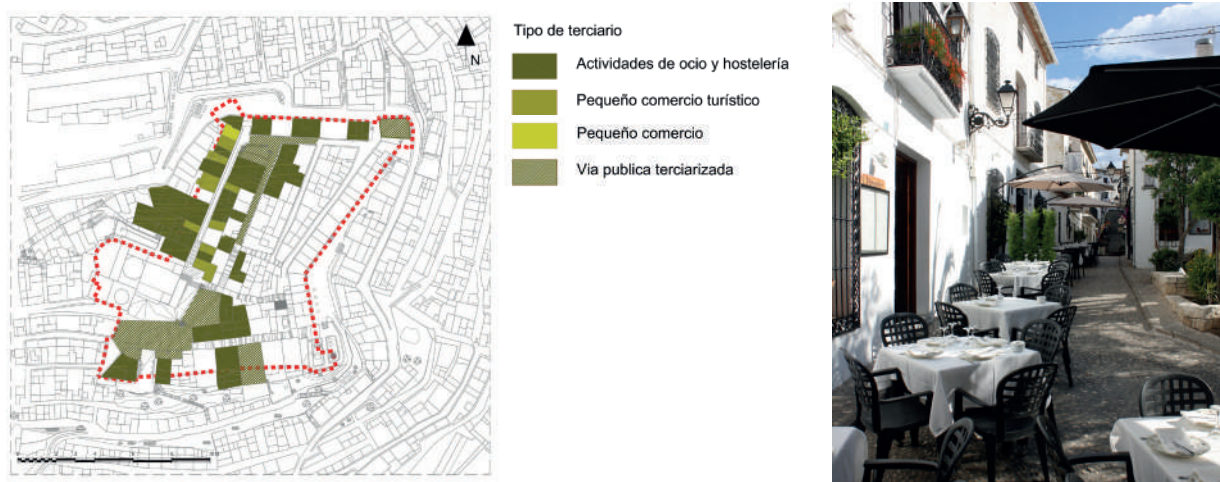 N
Tipo de terciario
Actividades de ocio y hostelería
Pequeño comercio turístico
Pequeño comercio
Via publica terciarizada